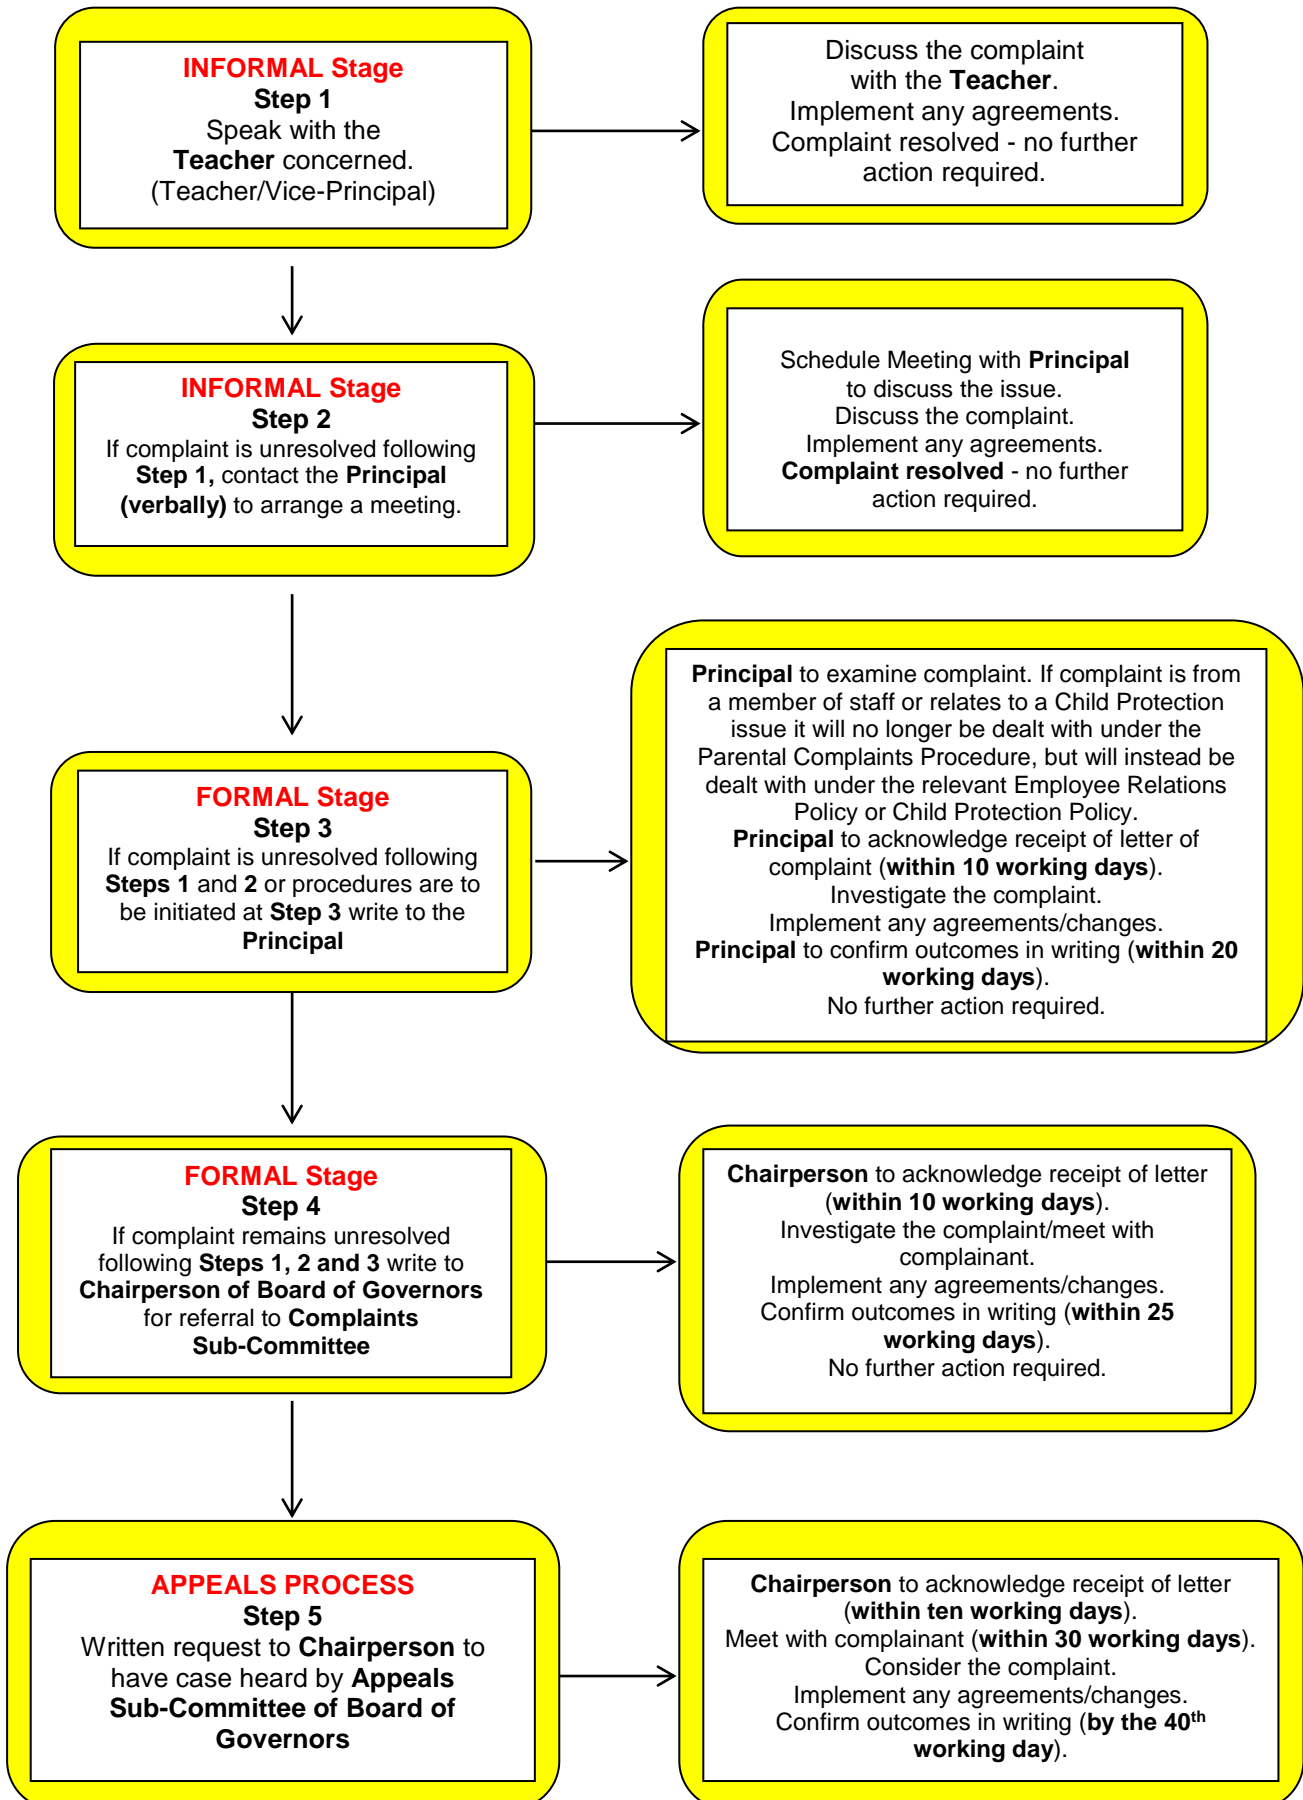 INFORMAL Stage
Step 1
Speak with the
Teacher concerned.
(Teacher/Vice-Principal)
Discuss the complaint
with the Teacher.
Implement any agreements.
Complaint resolved - no further
action required.
INFORMAL Stage
Step 2
If complaint is unresolved following
Step 1, contact the Principal
(verbally) to arrange a meeting.
Schedule Meeting with Principal
to discuss the issue.
Discuss the complaint.
Implement any agreements.
Complaint resolved - no further
action required.
FORMAL Stage
Step 3
If complaint is unresolved following
Steps 1 and 2 or procedures are to
be initiated at Step 3 write to the
Principal
Principal to examine complaint. If complaint is from
a member of staff or relates to a Child Protection
issue it will no longer be dealt with under the
Parental Complaints Procedure, but will instead be
dealt with under the relevant Employee Relations
Policy or Child Protection Policy.
Principal to acknowledge receipt of letter of
complaint (within 10 working days).
Investigate the complaint.
Implement any agreements/changes.
Principal to confirm outcomes in writing (within 20
working days).
No further action required.
FORMAL Stage
Step 4
If complaint remains unresolved
following Steps 1, 2 and 3 write to
Chairperson of Board of Governors
for referral to Complaints
Sub-Committee
Chairperson to acknowledge receipt of letter
(within 10 working days).
Investigate the complaint/meet with
complainant.
Implement any agreements/changes.
Confirm outcomes in writing (within 25
working days).
No further action required.
APPEALS PROCESS
Step 5
Written request to Chairperson to
have case heard by Appeals
Sub-Committee of Board of
Governors
Chairperson to acknowledge receipt of letter
(within ten working days).
Meet with complainant (within 30 working days).
Consider the complaint.
Implement any agreements/changes.
Confirm outcomes in writing (by the 40th
working day).